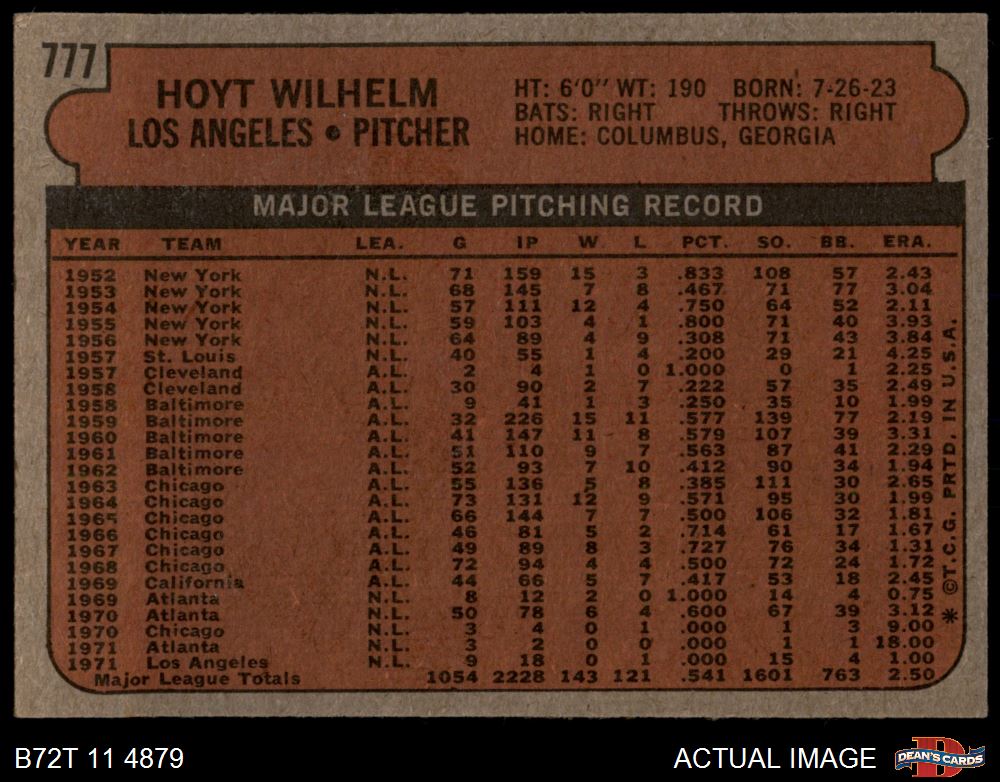 777
HOYT WILHELM
LOS ANGELES • PITCHER
HT: 6'0" WT: 190 BORN: 7-26-23
BATS: RIGHT THROWS: RIGHT
HOME: COLUMBUS, GEORGIA
MAJOR LEAGUE PITCHING RECORD
YEAR TEAM LEA. G IP W L PCT. SO. BB. ERA.
1952 New York N.L. 71 159 15 3 .833 108 57 2.43
1953 New York N.L. 68 145 7 8 .467 71 77 3.04
1954 New York N.L. 57 111 12 4 .750 64 52 2.11
1955 New York N.L. 59 103 4 1 .800 71 40 3.93
1956 New York N.L. 64 89 4 9 .308 71 43 3.84
1957 St. Louis N.L. 40 55 1 4 .200 29 21 4.25
1957 Cleveland A.L. 2 4 1 0 1.000 0 1 2.25
1958 Cleveland A.L. 30 90 2 7 .222 57 35 2.49
1958 Baltimore A.L. 9 41 1 3 .250 35 10 1.99
1959 Baltimore A.L. 32 226 15 11 .577 139 77 2.19
1960 Baltimore A.L. 41 147 11 8 .579 107 39 3.31
1961 Baltimore A.L. 51 110 9 7 .563 87 41 2.29
1962 Baltimore A.L. 52 93 7 10 .412 90 34 1.94
1963 Chicago A.L. 55 136 5 8 .385 111 30 2.65
1964 Chicago A.L. 73 131 12 9 .571 95 30 1.99
1965 Chicago A.L. 66 144 7 7 .500 106 32 1.81
1966 Chicago A.L. 46 81 5 2 .714 61 17 1.67
1967 Chicago A.L. 49 89 8 3 .727 76 34 1.31
1968 Chicago A.L. 72 94 4 4 .500 72 24 1.72
1969 California A.L. 44 66 5 7 .417 53 18 2.45
1969 Atlanta N.L. 8 12 2 0 1.000 14 4 0.75
1970 Atlanta N.L. 50 78 6 4 .600 67 39 3.12
1970 Chicago N.L. 3 4 0 1 .000 1 3 9.00
1971 Atlanta N.L. 3 2 0 0 .000 1 1 18.00
1971 Los Angeles N.L. 9 18 0 1 .000 15 4 1.00
Major League Totals 1054 2228 143 121 .541 1601 763 2.50
* ©T.C.G. PRTD. IN U.S.A.
B72T 11 4879
ACTUAL IMAGE
D
DEAN'S CARDS